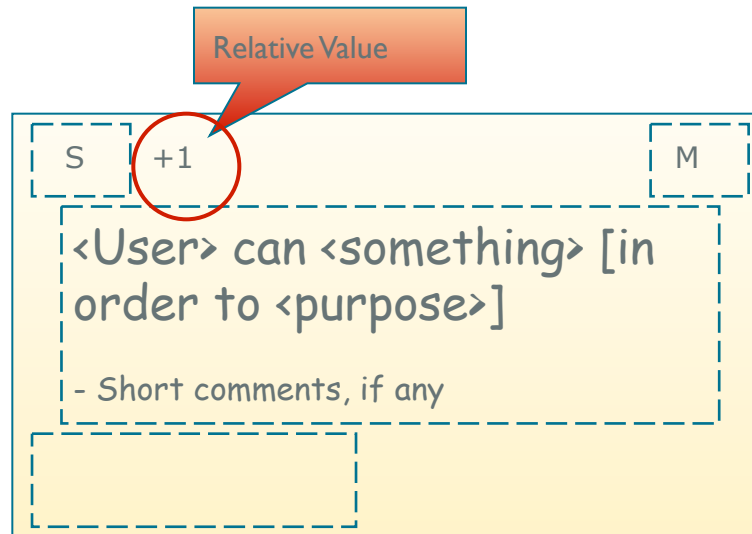 Relative Value
S +1 M
<User> can <something> [in
order to <purpose>]
- Short comments, if any